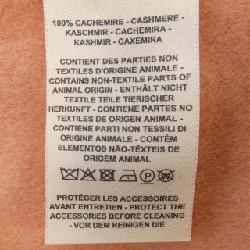 100% CACHEMIRE - CASHMERE -
KASCHMIR - CACHEMIRA -
KASHMIR - CAXEMIRA
CONTIENT DES PARTIES NON
TEXTILES D'ORIGINE ANIMALE -
CONTAINS NON-TEXTILE PARTS OF
ANIMAL ORIGIN - ENTHÄLT NICHT
TEXTILE TEILE TIERISCHER
HERKUNFT - CONTIENE PARTES NO
TEXTILES DE ORIGEN ANIMAL -
CONTIENE PARTI NON TESSILI DI
ORIGINE ANIMALE - CONTÉM
ELEMENTOS NÃO-TÊXTEIS DE
ORIGEM ANIMAL
P
PROTÉGER LES ACCESSOIRES
AVANT ENTRETIEN - PROTECT THE
ACCESSORIES BEFORE CLEANING
- VOR DEM REINIGEN DIE